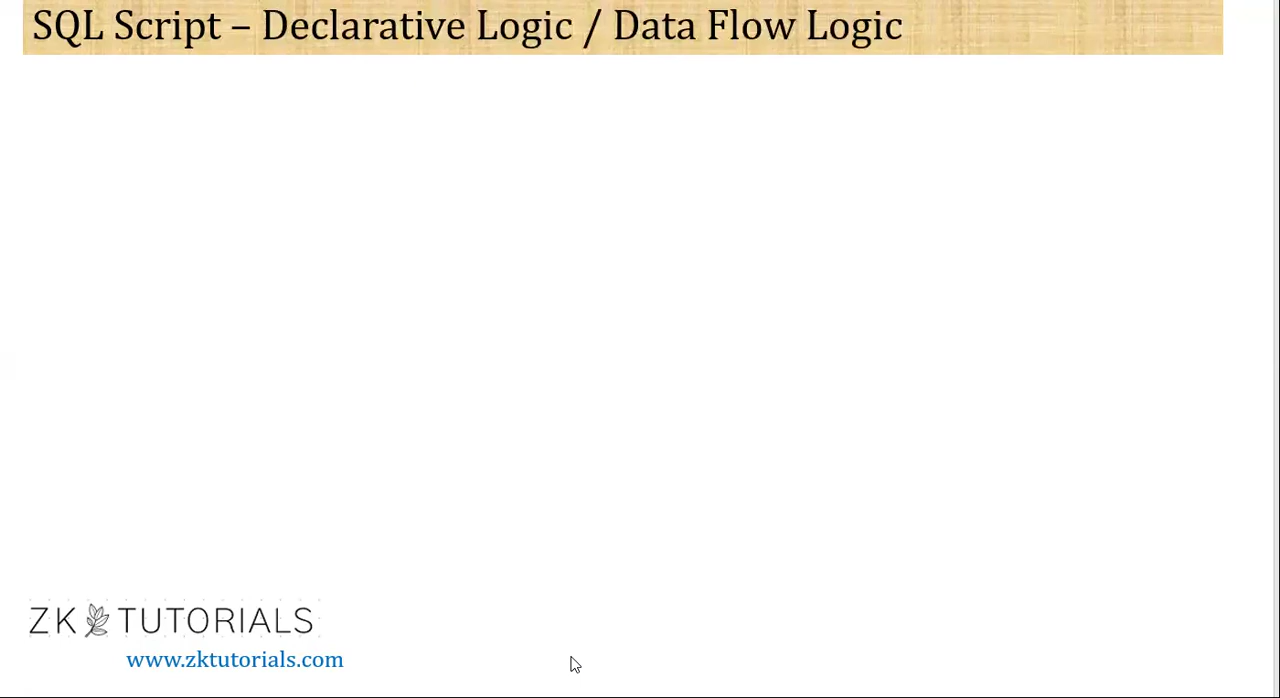 SQL Script – Declarative Logic / Data Flow Logic
ZK TUTORIALS
www.zktutorials.com